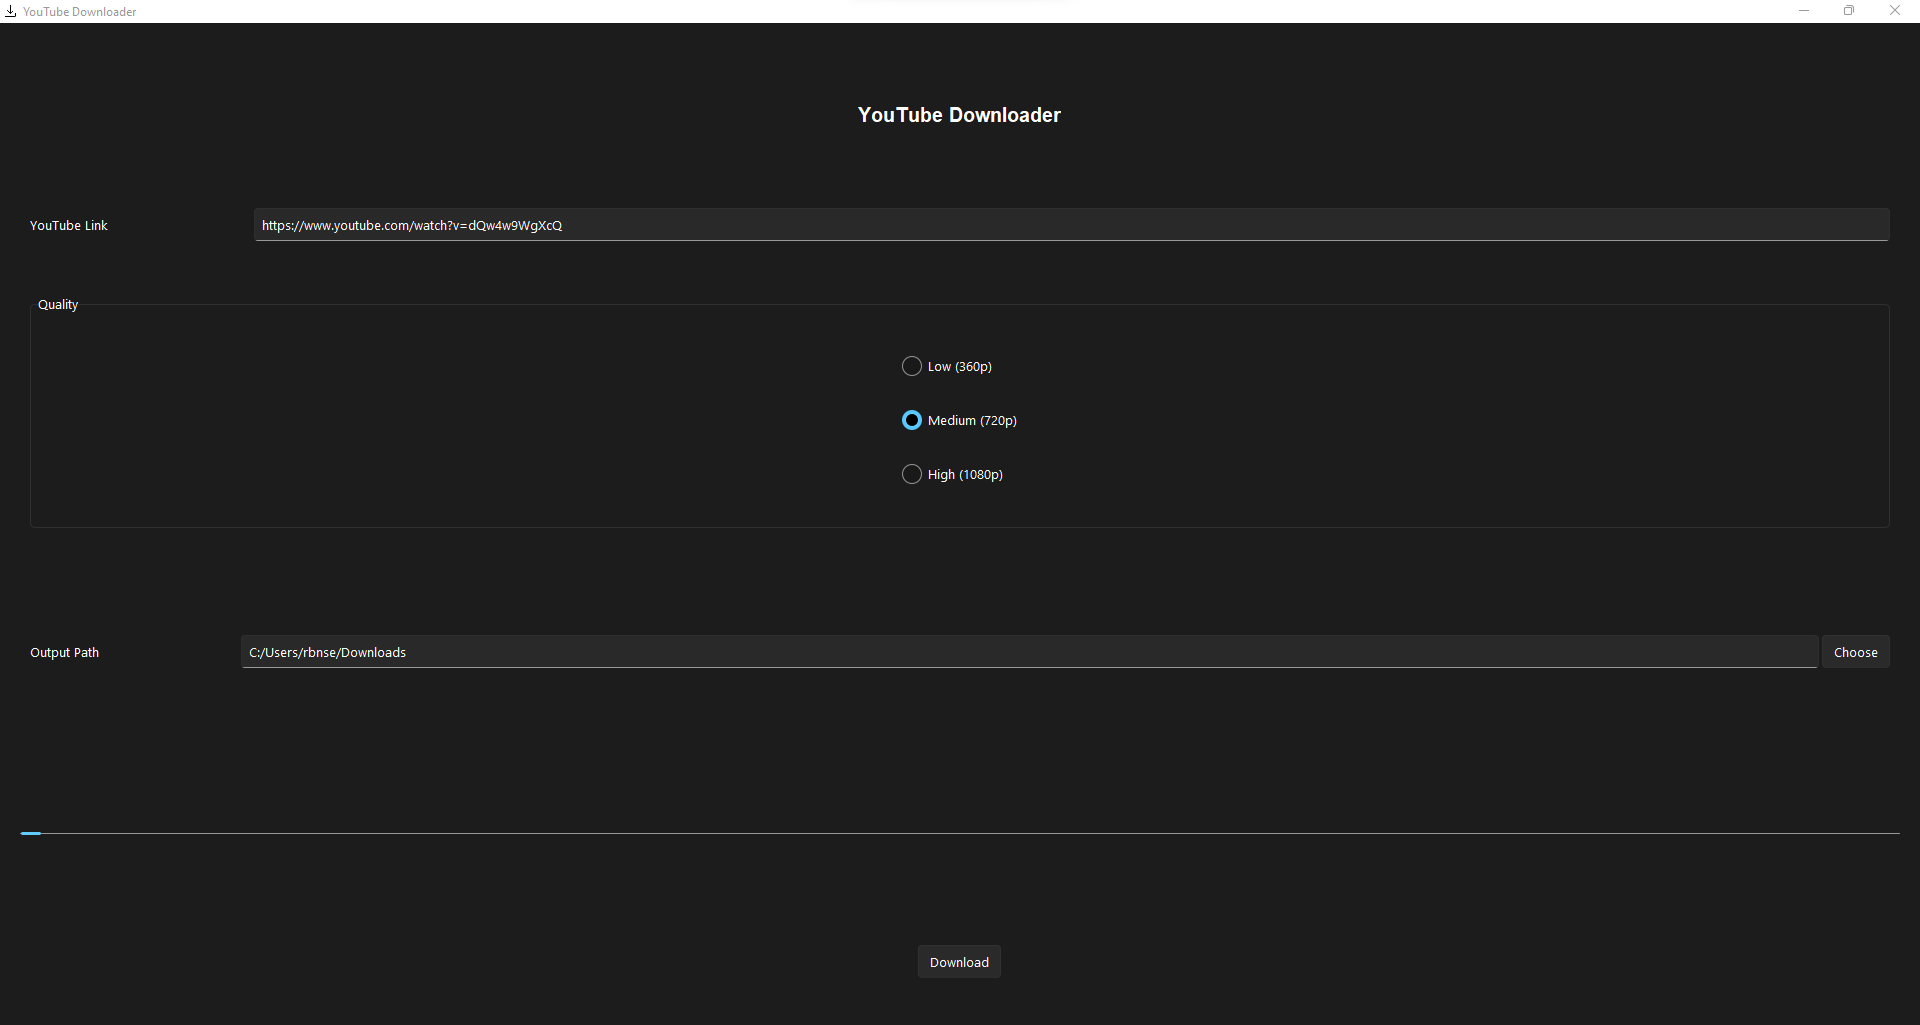 YouTube Downloader
YouTube Downloader
YouTube Link
https://www.youtube.com/watch?v=dQw4w9WgXcQ
Quality
Low (360p)
Medium (720p)
High (1080p)
Output Path
C:/Users/rbnse/Downloads
Choose
Download